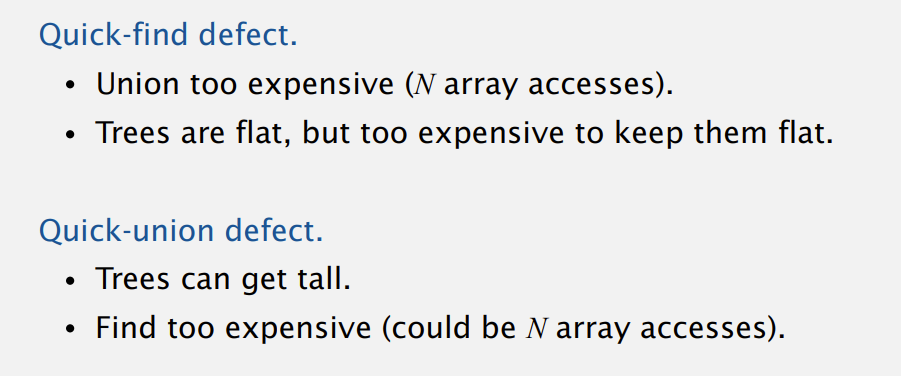 Quick-find defect.
• Union too expensive (N array accesses).
• Trees are flat, but too expensive to keep them flat.
Quick-union defect.
• Trees can get tall.
• Find too expensive (could be N array accesses).